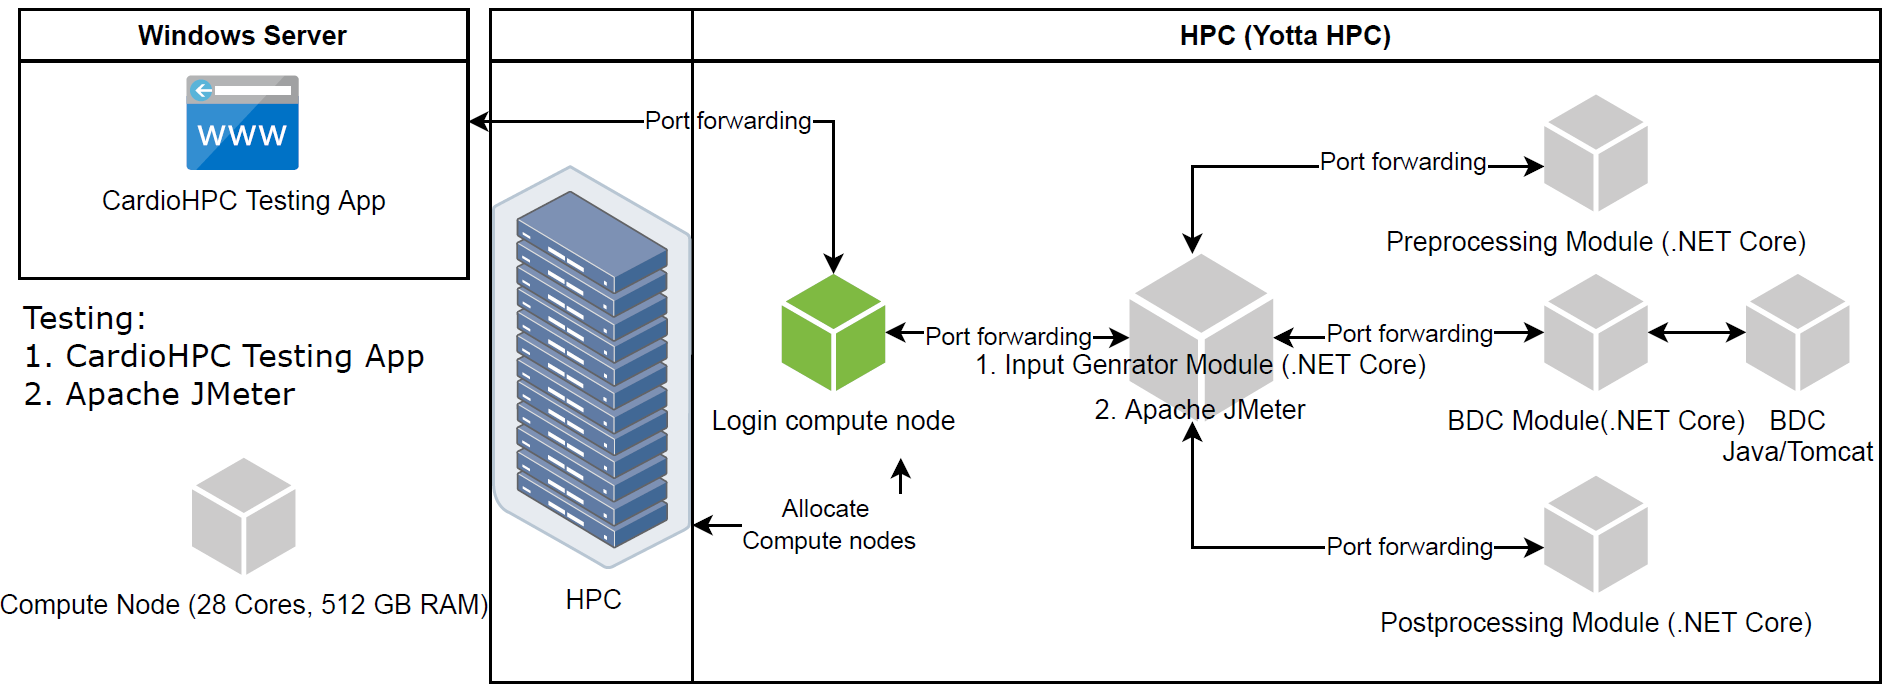 Windows Server
HPC (Yotta HPC)
WWW
CardioHPC Testing App
Port forwarding
Port forwarding
Preprocessing Module (.NET Core)
Testing:
1. CardioHPC Testing App
2. Apache JMeter
Port forwarding
Port forwarding
1. Input Genrator Module (.NET Core)
2. Apache JMeter
Login compute node
BDC Module(.NET Core)
BDC
Java/Tomcat
Allocate
Compute nodes
Port forwarding
HPC
Compute Node (28 Cores, 512 GB RAM)
Postprocessing Module (.NET Core)